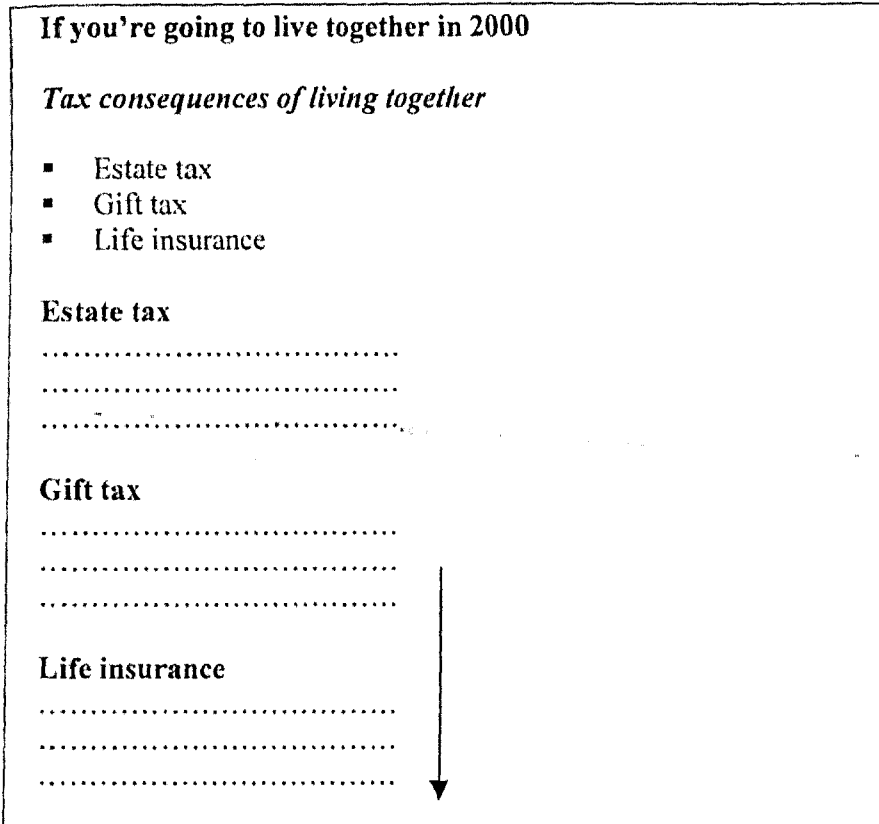 If you're going to live together in 2000
Tax consequences of living together
▪ Estate tax
▪ Gift tax
▪ Life insurance
Estate tax
...................................
...................................
...................................
Gift tax
...................................
...................................
...................................
Life insurance
...................................
...................................
...................................